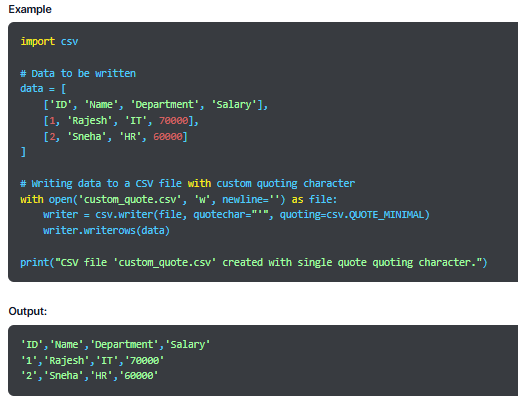 Example
import csv
# Data to be written
data = [
    ['ID', 'Name', 'Department', 'Salary'],
    [1, 'Rajesh', 'IT', 70000],
    [2, 'Sneha', 'HR', 60000]
]
# Writing data to a CSV file with custom quoting character
with open('custom_quote.csv', 'w', newline='') as file:
    writer = csv.writer(file, quotechar="'", quoting=csv.QUOTE_MINIMAL)
    writer.writerows(data)
print("CSV file 'custom_quote.csv' created with single quote quoting character.")
Output:
'ID','Name','Department','Salary'
'1','Rajesh','IT','70000'
'2','Sneha','HR','60000'